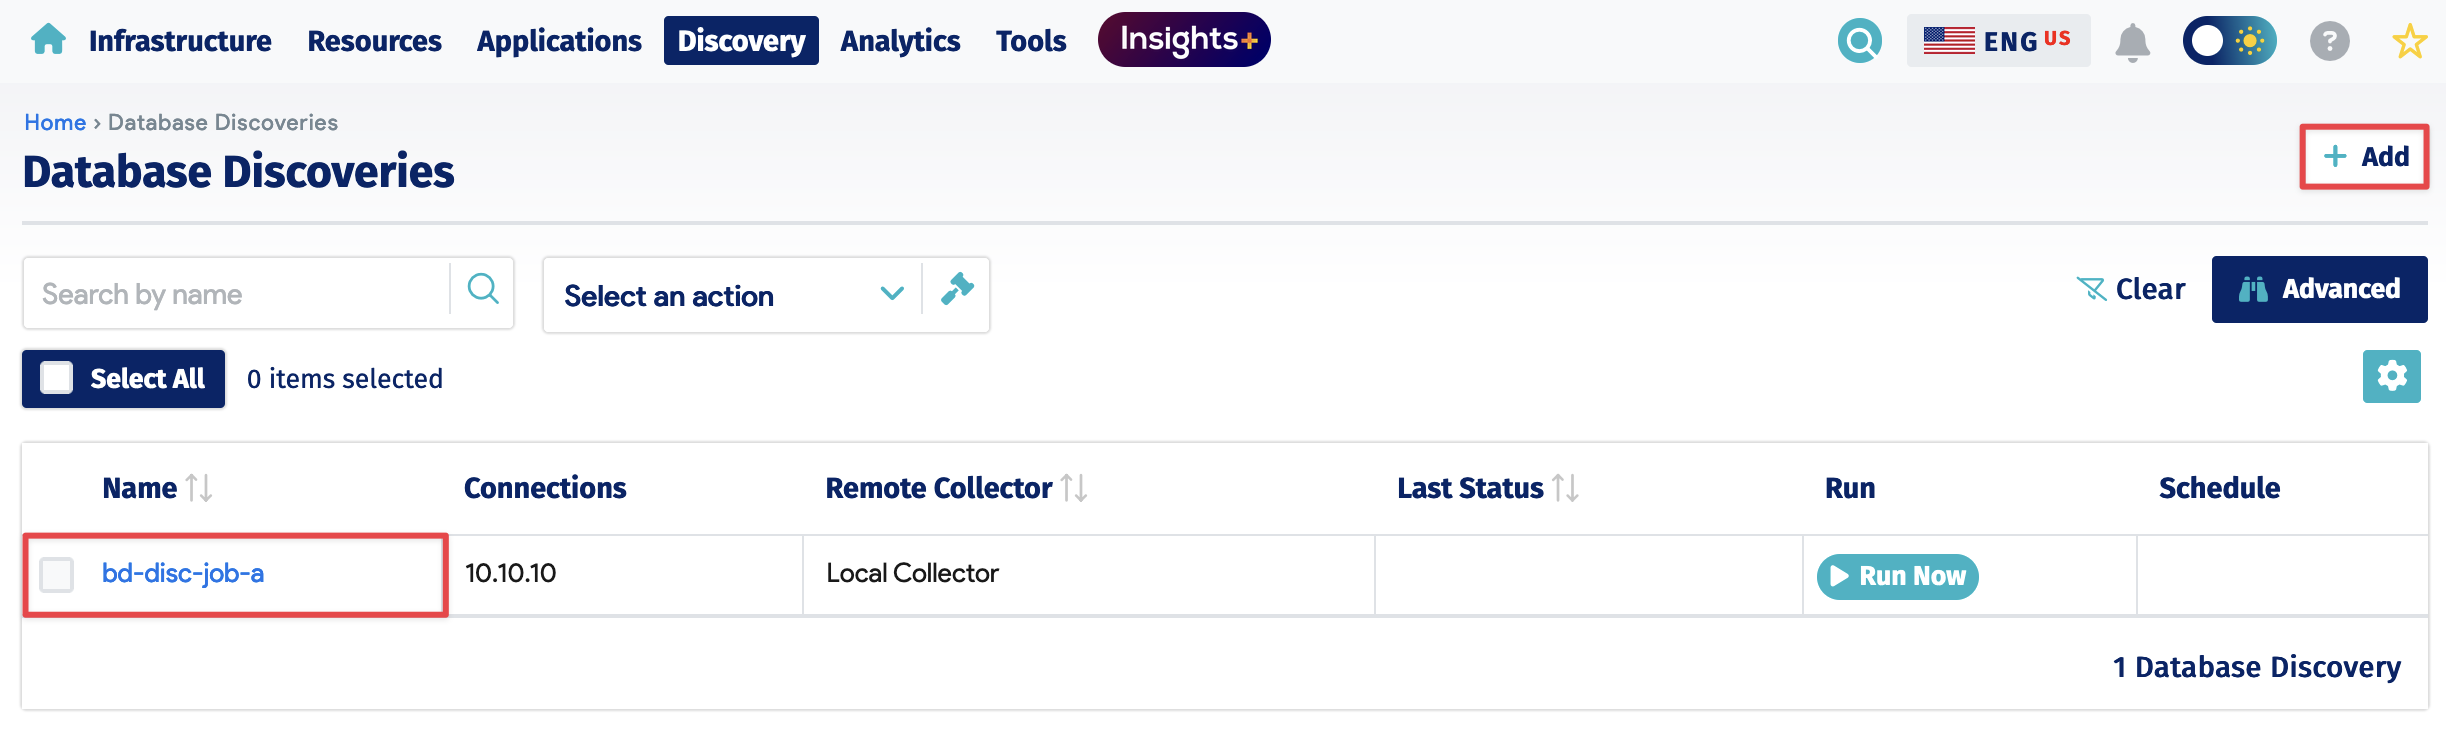 Infrastructure Resources Applications Discovery Analytics Tools Insights+ ENG US ?
Home › Database Discoveries
Database Discoveries
+ Add
Search by name Select an action Clear Advanced
Select All 0 items selected
Name Connections Remote Collector Last Status Run Schedule
bd-disc-job-a 10.10.10 Local Collector Run Now
1 Database Discovery